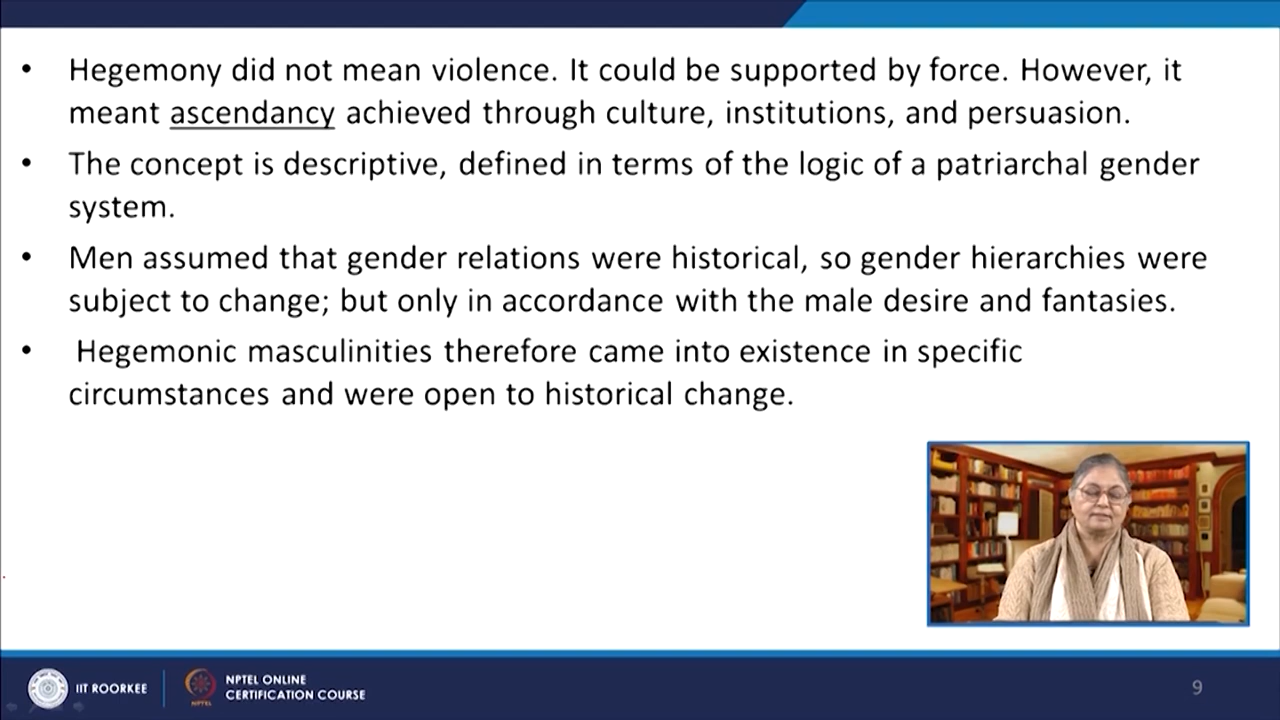 • Hegemony did not mean violence. It could be supported by force. However, it
meant ascendancy achieved through culture, institutions, and persuasion.
• The concept is descriptive, defined in terms of the logic of a patriarchal gender
system.
• Men assumed that gender relations were historical, so gender hierarchies were
subject to change; but only in accordance with the male desire and fantasies.
• Hegemonic masculinities therefore came into existence in specific
circumstances and were open to historical change.
IIT ROORKEE
NPTEL
NPTEL ONLINE
CERTIFICATION COURSE
9